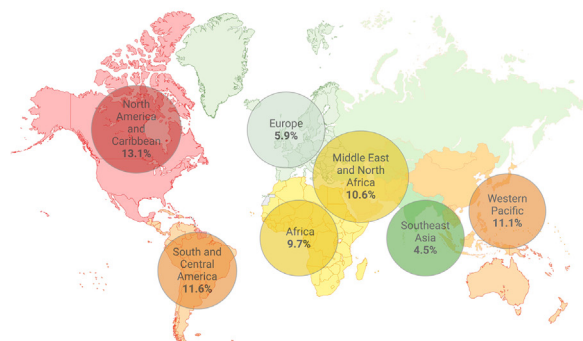 North
America
and
Caribbean
13.1%
Europe
5.9%
Middle East
and North
Africa
10.6%
Western
Pacific
11.1%
Africa
9.7%
Southeast
Asia
4.5%
South and
Central
America
11.6%